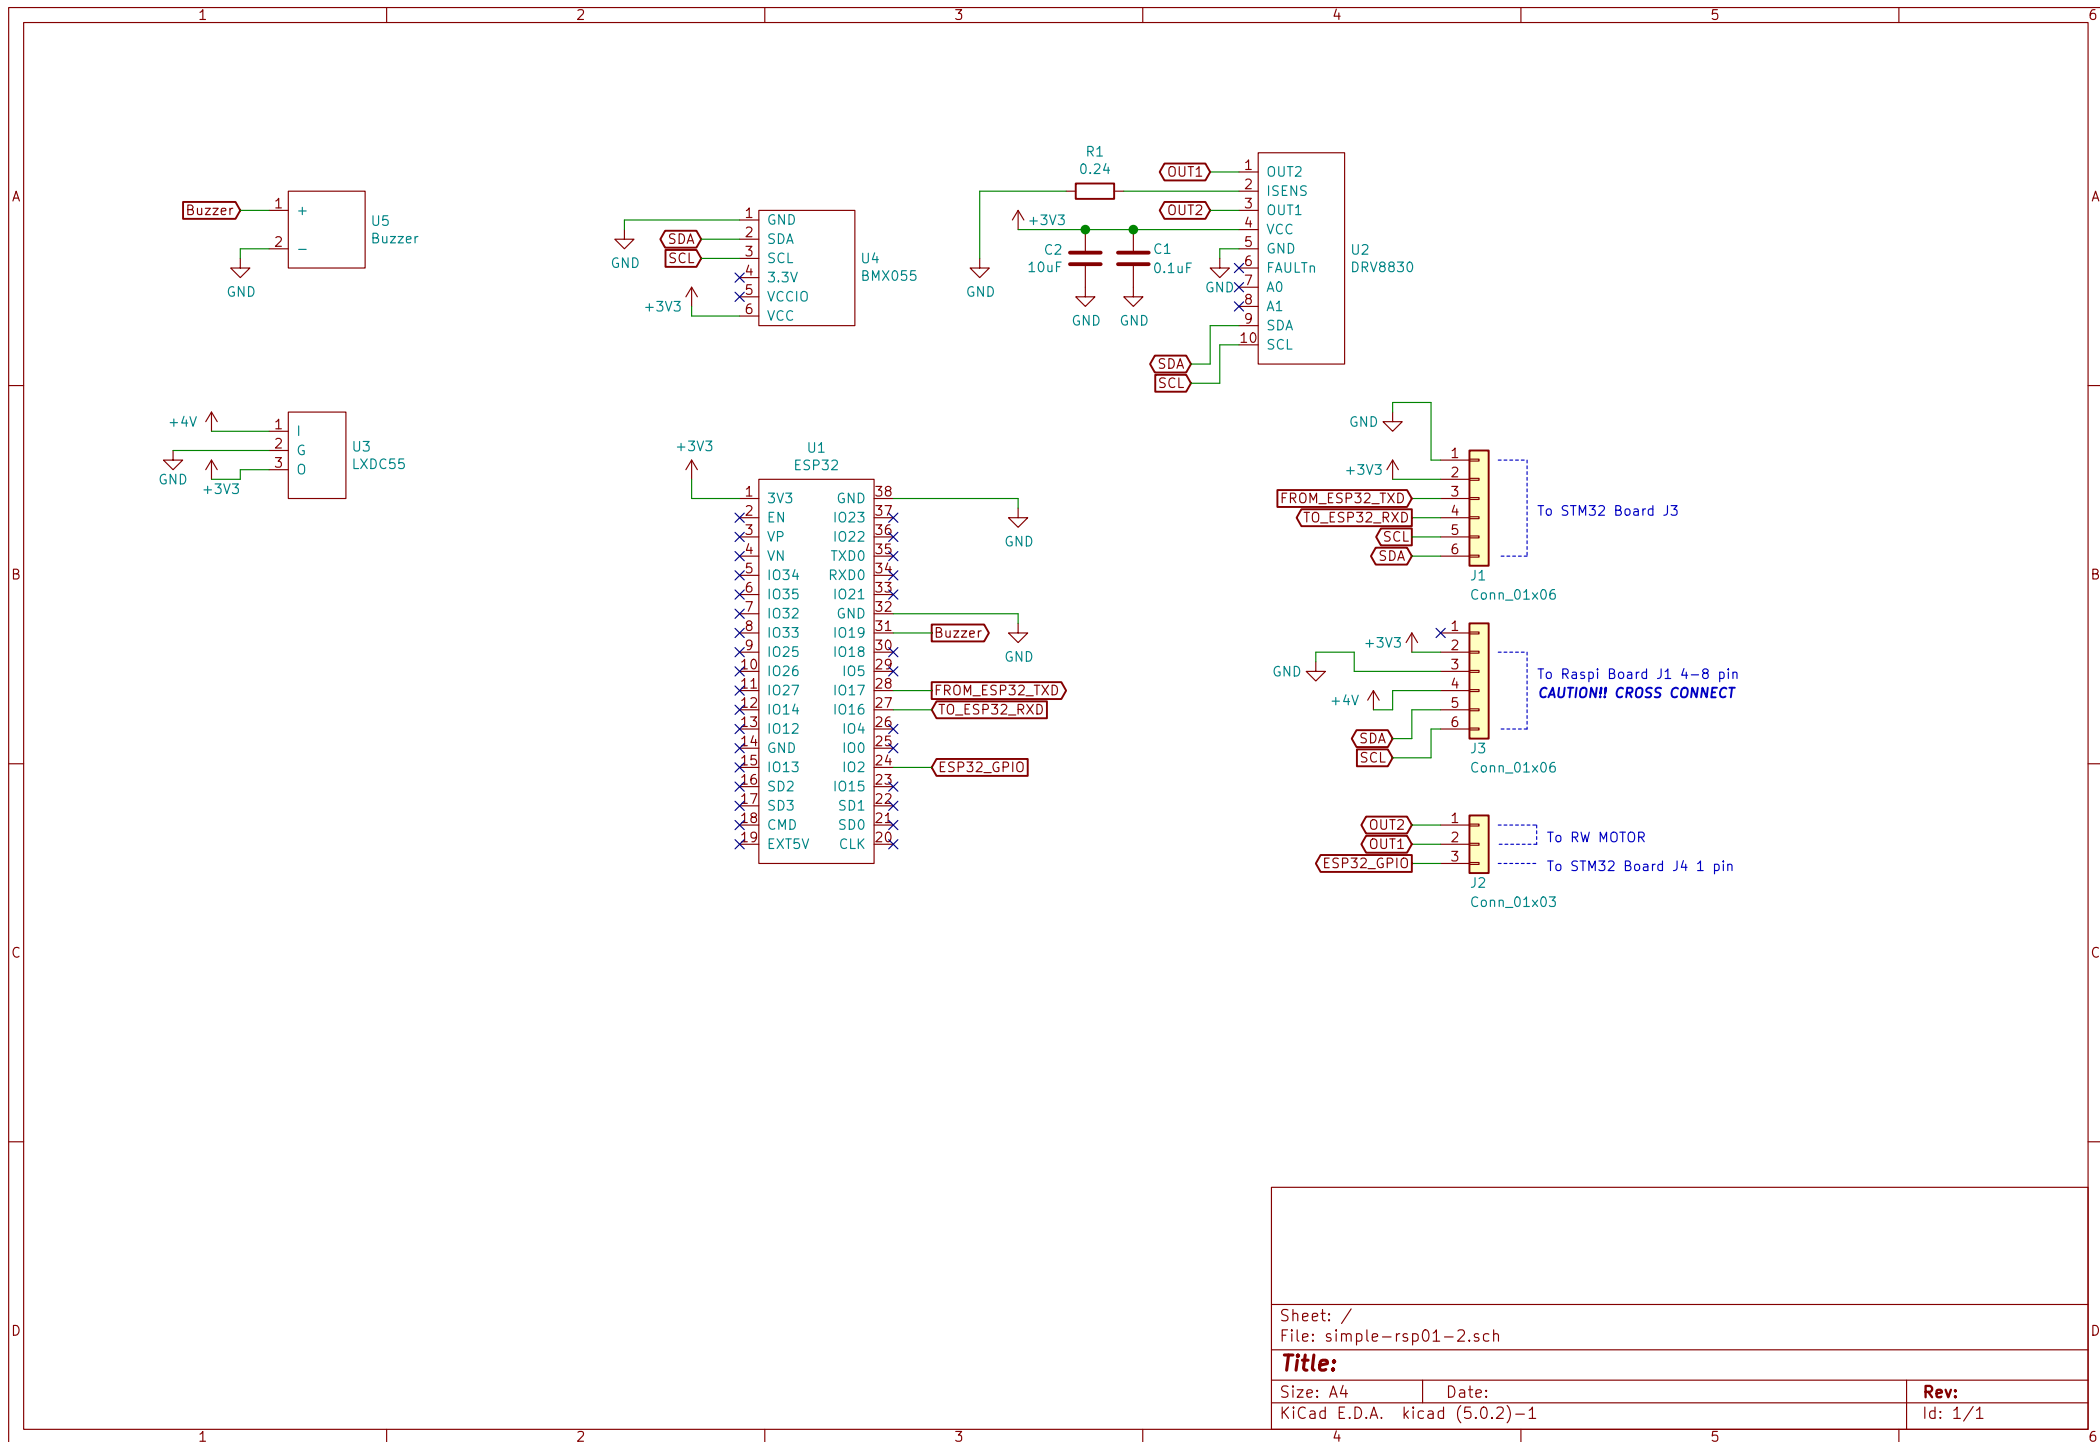 1 2 3 4 5 6
A
B
C
D
A
B
C
D
Buzzer
1 +
2 −
U5
Buzzer
GND
1 GND
2 SDA
3 SCL
4 3.3V
5 VCCIO
6 VCC
SDA
SCL
GND
+3V3
U4
BMX055
R1
0.24
GND
+3V3
C2
10uF
C1
0.1uF
GND
GND
GND
OUT1
OUT2
1 OUT2
2 ISENS
3 OUT1
4 VCC
5 GND
6 FAULTn
7 A0
8 A1
9 SDA
10 SCL
SDA
SCL
U2
DRV8830
+4V
GND
+3V3
1 I
2 G
3 O
U3
LXDC55
+3V3
U1
ESP32
1 3V3 GND 38
2 EN IO23 37
3 VP IO22 36
4 VN TXD0 35
5 IO34 RXD0 34
6 IO35 IO21 33
7 IO32 GND 32
8 IO33 IO19 31
9 IO25 IO18 30
10 IO26 IO5 29
11 IO27 IO17 28
12 IO14 IO16 27
13 IO12 IO4 26
14 GND IO0 25
15 IO13 IO2 24
16 SD2 IO15 23
17 SD3 SD1 22
18 CMD SD0 21
19 EXT5V CLK 20
GND
Buzzer
GND
FROM_ESP32_TXD
TO_ESP32_RXD
ESP32_GPIO
GND
+3V3
FROM_ESP32_TXD
TO_ESP32_RXD
SCL
SDA
1
2
3
4
5
6
J1
Conn_01x06
To STM32 Board J3
+3V3
GND
+4V
SDA
SCL
1
2
3
4
5
6
J3
Conn_01x06
To Raspi Board J1 4−8 pin
CAUTION!! CROSS CONNECT
OUT2
OUT1
ESP32_GPIO
1
2
3
J2
Conn_01x03
To RW MOTOR
To STM32 Board J4 1 pin
Sheet: /
File: simple−rsp01−2.sch
Title:
Size: A4 Date: Rev:
KiCad E.D.A. kicad (5.0.2)−1 Id: 1/1
1 2 3 4 5 6